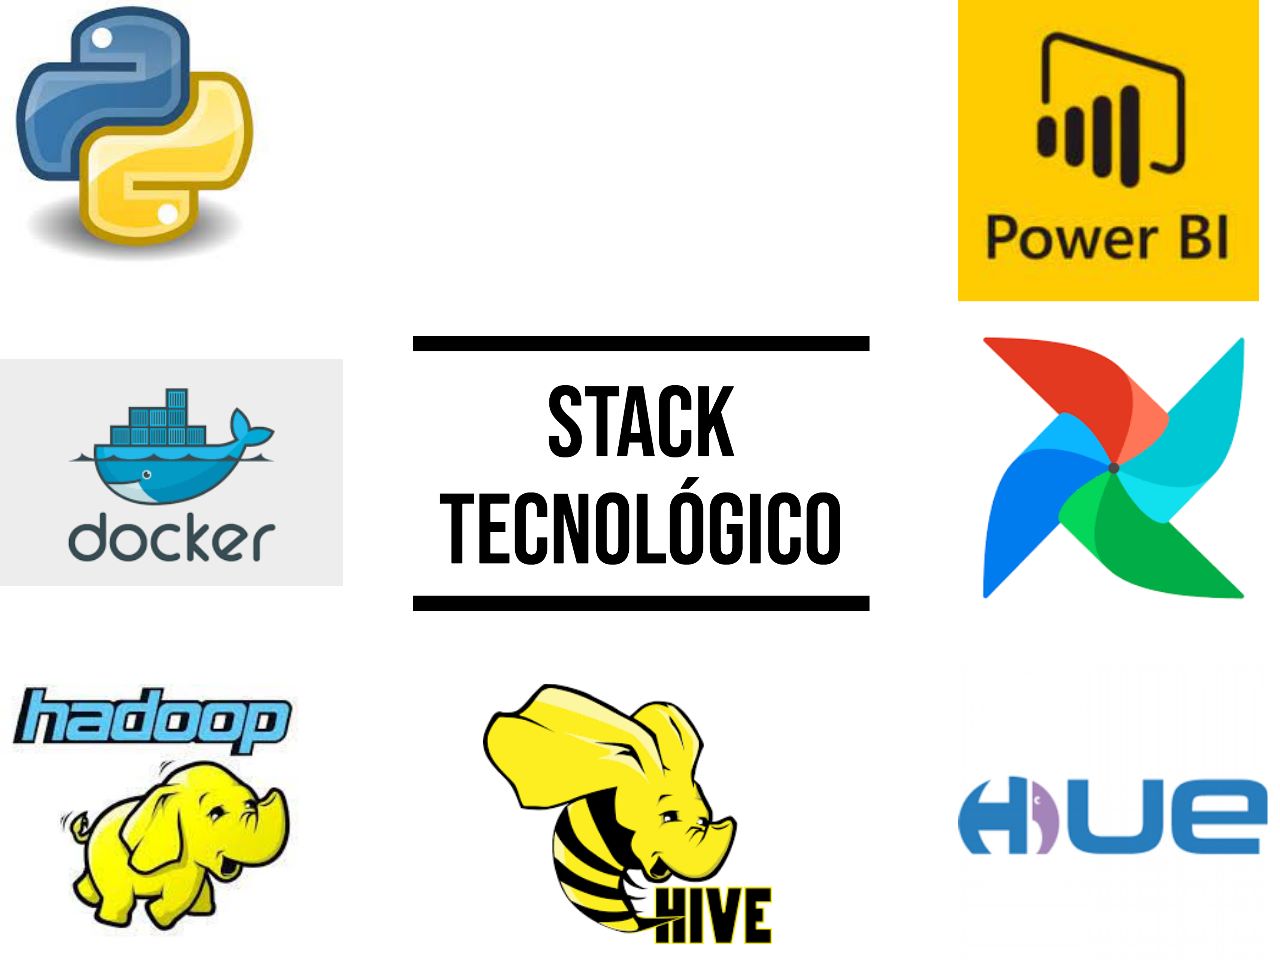 Power BI
docker
STACK
TECNOLÓGICO
hadoop
HIVE
HUE